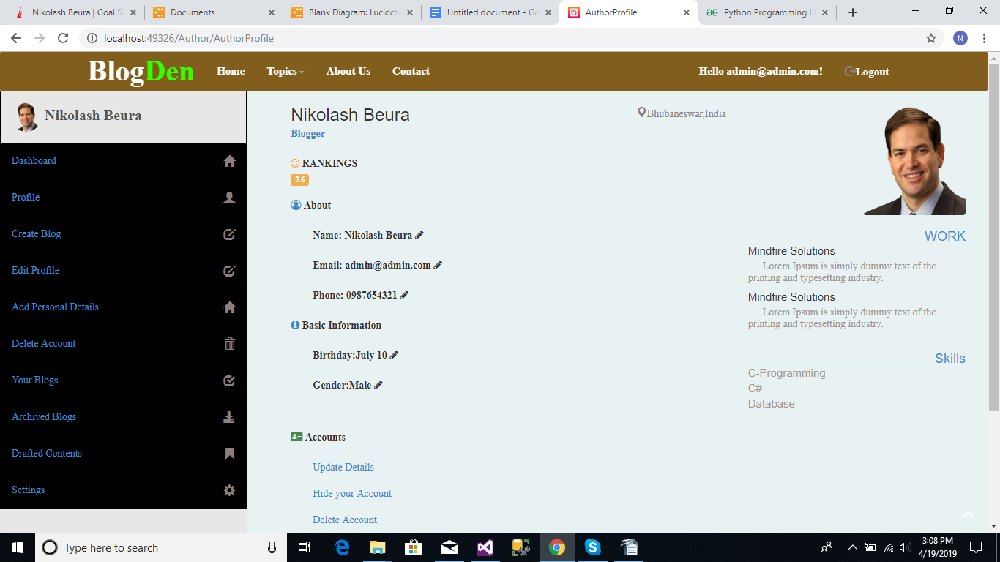 Nikolash Beura | Goal S
Documents
Blank Diagram: Lucidch
Untitled document - Go
AuthorProfile
Python Programming La
localhost:49326/Author/AuthorProfile
N
BlogDen
Home
Topics
About Us
Contact
Hello admin@admin.com!
Logout
Nikolash Beura
Dashboard
Profile
Create Blog
Edit Profile
Add Personal Details
Delete Account
Your Blogs
Archived Blogs
Drafted Contents
Settings
Nikolash Beura
Blogger
Bhubaneswar,India
RANKINGS
7.6
About
Name: Nikolash Beura
Email: admin@admin.com
Phone: 0987654321
Basic Information
Birthday:July 10
Gender:Male
Accounts
Update Details
Hide your Account
Delete Account
WORK
Mindfire Solutions
Lorem Ipsum is simply dummy text of the
printing and typesetting industry.
Mindfire Solutions
Lorem Ipsum is simply dummy text of the
printing and typesetting industry.
Skills
C-Programming
C#
Database
Type here to search
3:08 PM
4/19/2019